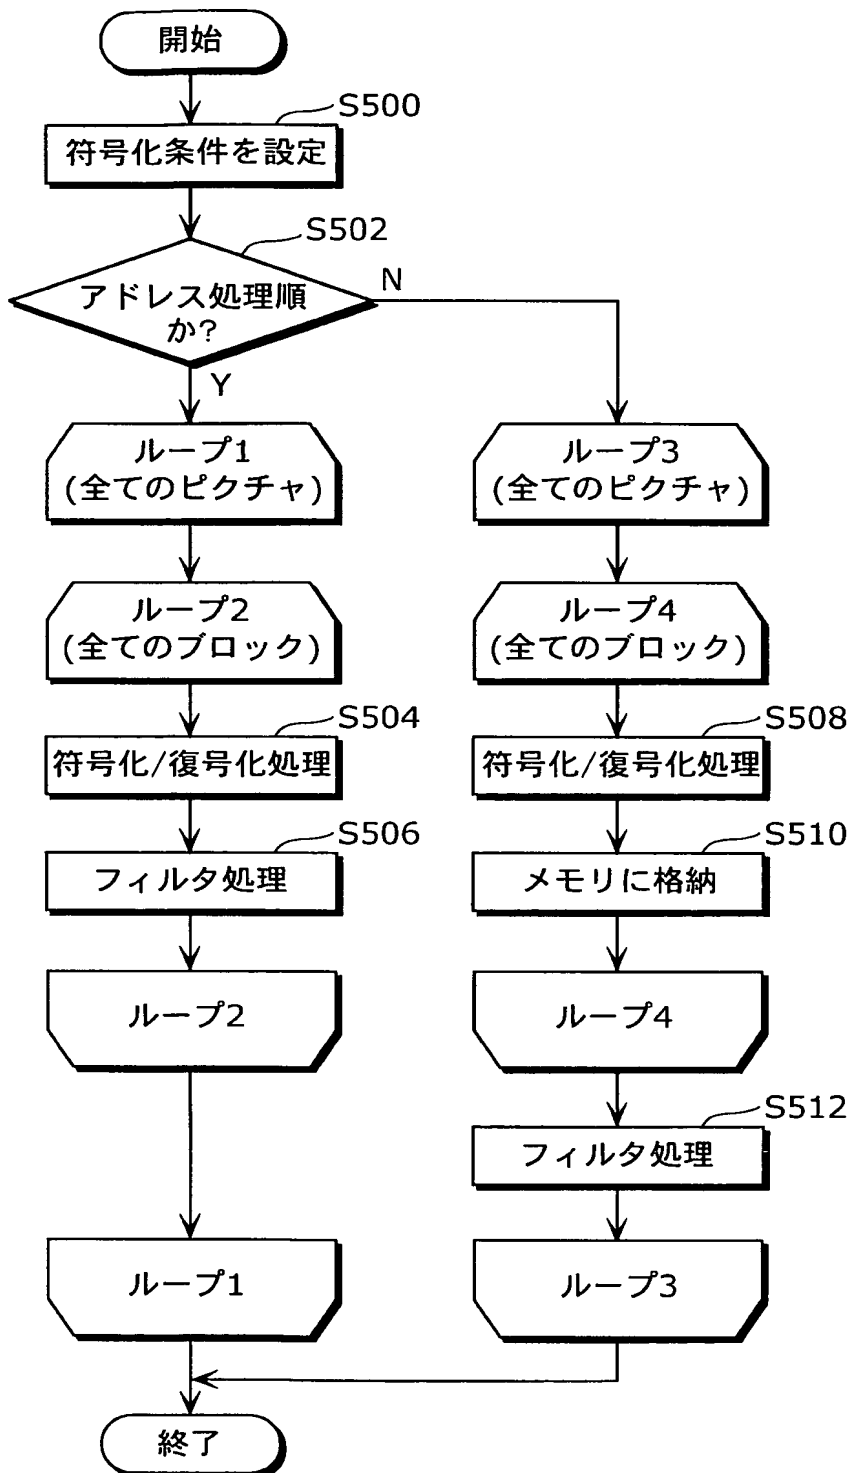 開始
S500
符号化条件を設定
S502
アドレス処理順
か?
N
Y
ループ1
(全てのピクチャ)
ループ2
(全てのブロック)
S504
符号化/復号化処理
S506
フィルタ処理
ループ2
ループ1
ループ3
(全てのピクチャ)
ループ4
(全てのブロック)
S508
符号化/復号化処理
S510
メモリに格納
ループ4
S512
フィルタ処理
ループ3
終了